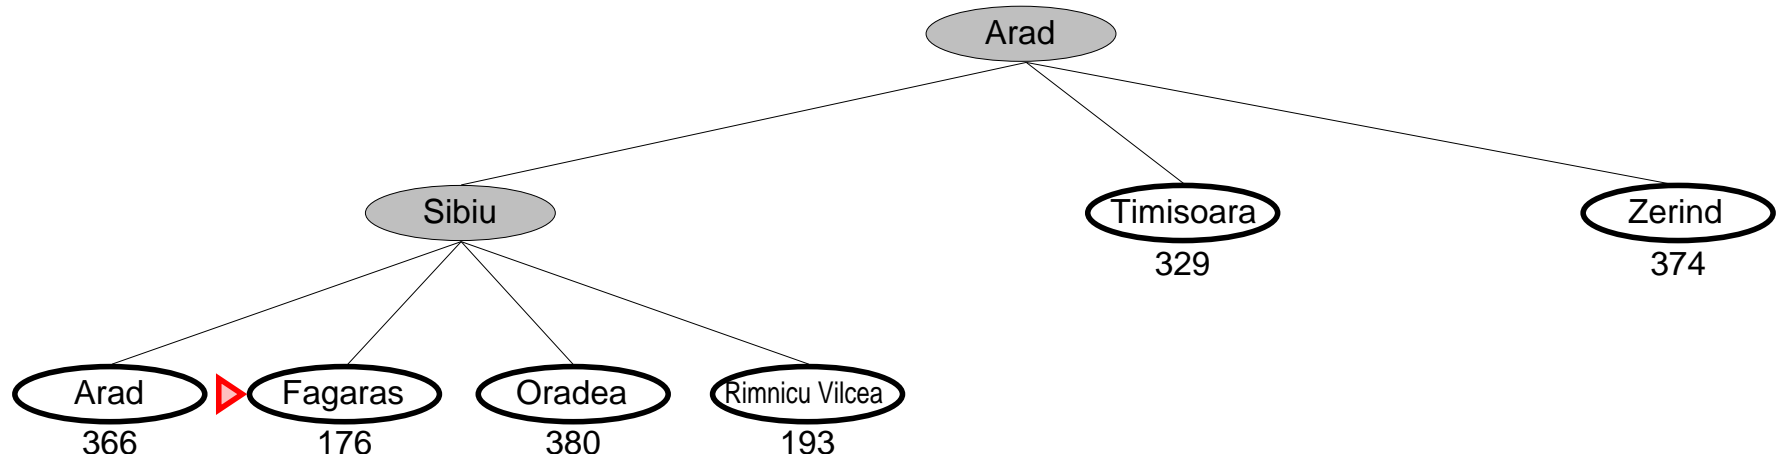 Arad
Sibiu
Timisoara
Zerind
329
374
Arad
Fagaras
Oradea
Rimnicu Vilcea
366
176
380
193